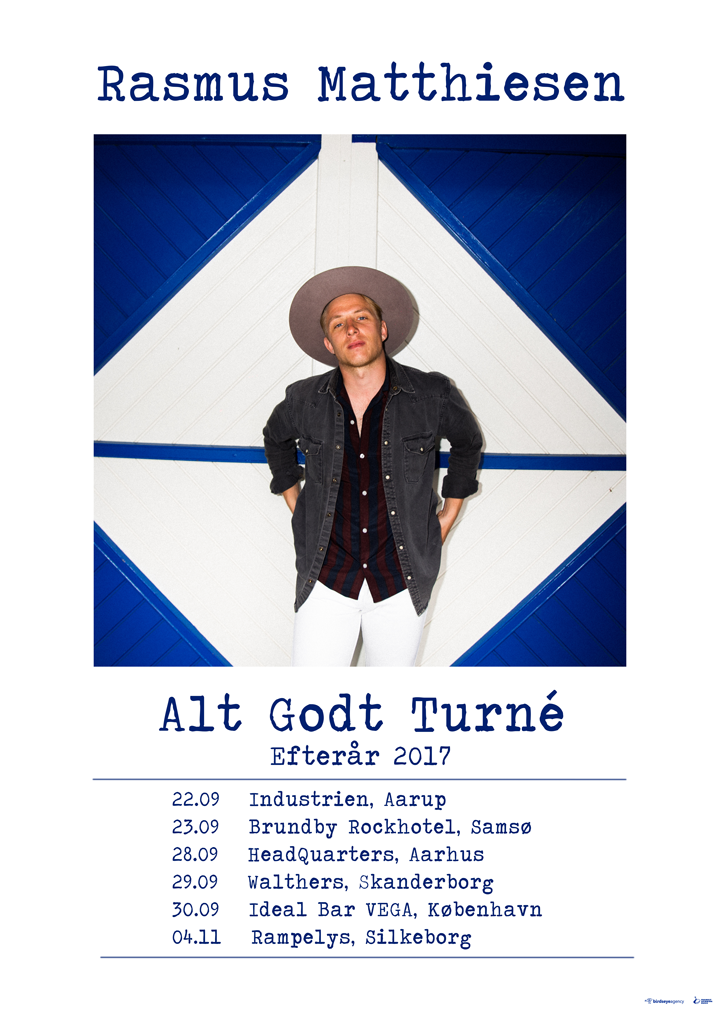 Rasmus Matthiesen
Alt Godt Turné
Efterår 2017
22.09 Industrien, Aarup
23.09 Brundby Rockhotel, Samsø
28.09 HeadQuarters, Aarhus
29.09 Walthers, Skanderborg
30.09 Ideal Bar VEGA, København
04.11 Rampelys, Silkeborg
birdseyeagency